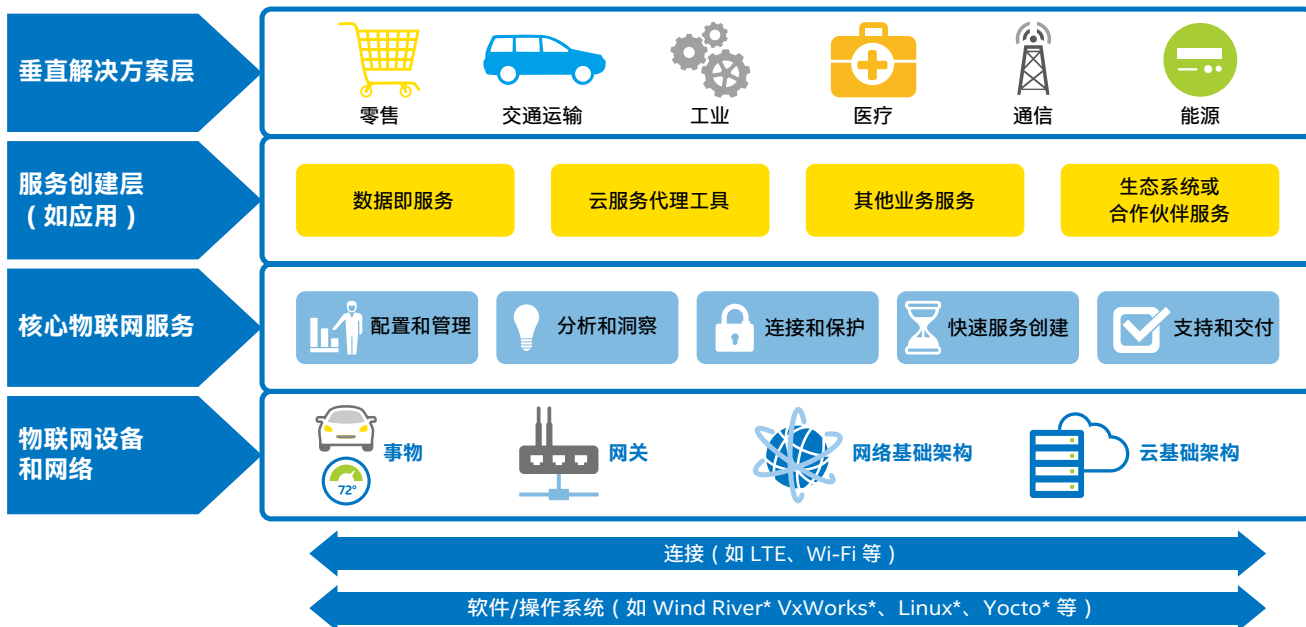 垂直解决方案层
零售
交通运输
工业
医疗
通信
能源
服务创建层
（如应用）
数据即服务
云服务代理工具
其他业务服务
生态系统或
合作伙伴服务
核心物联网服务
配置和管理
分析和洞察
连接和保护
快速服务创建
支持和交付
物联网设备
和网络
事物
72°
网关
网络基础架构
云基础架构
连接（如 LTE、Wi-Fi 等）
软件/操作系统（如 Wind River* VxWorks*、Linux*、Yocto* 等）